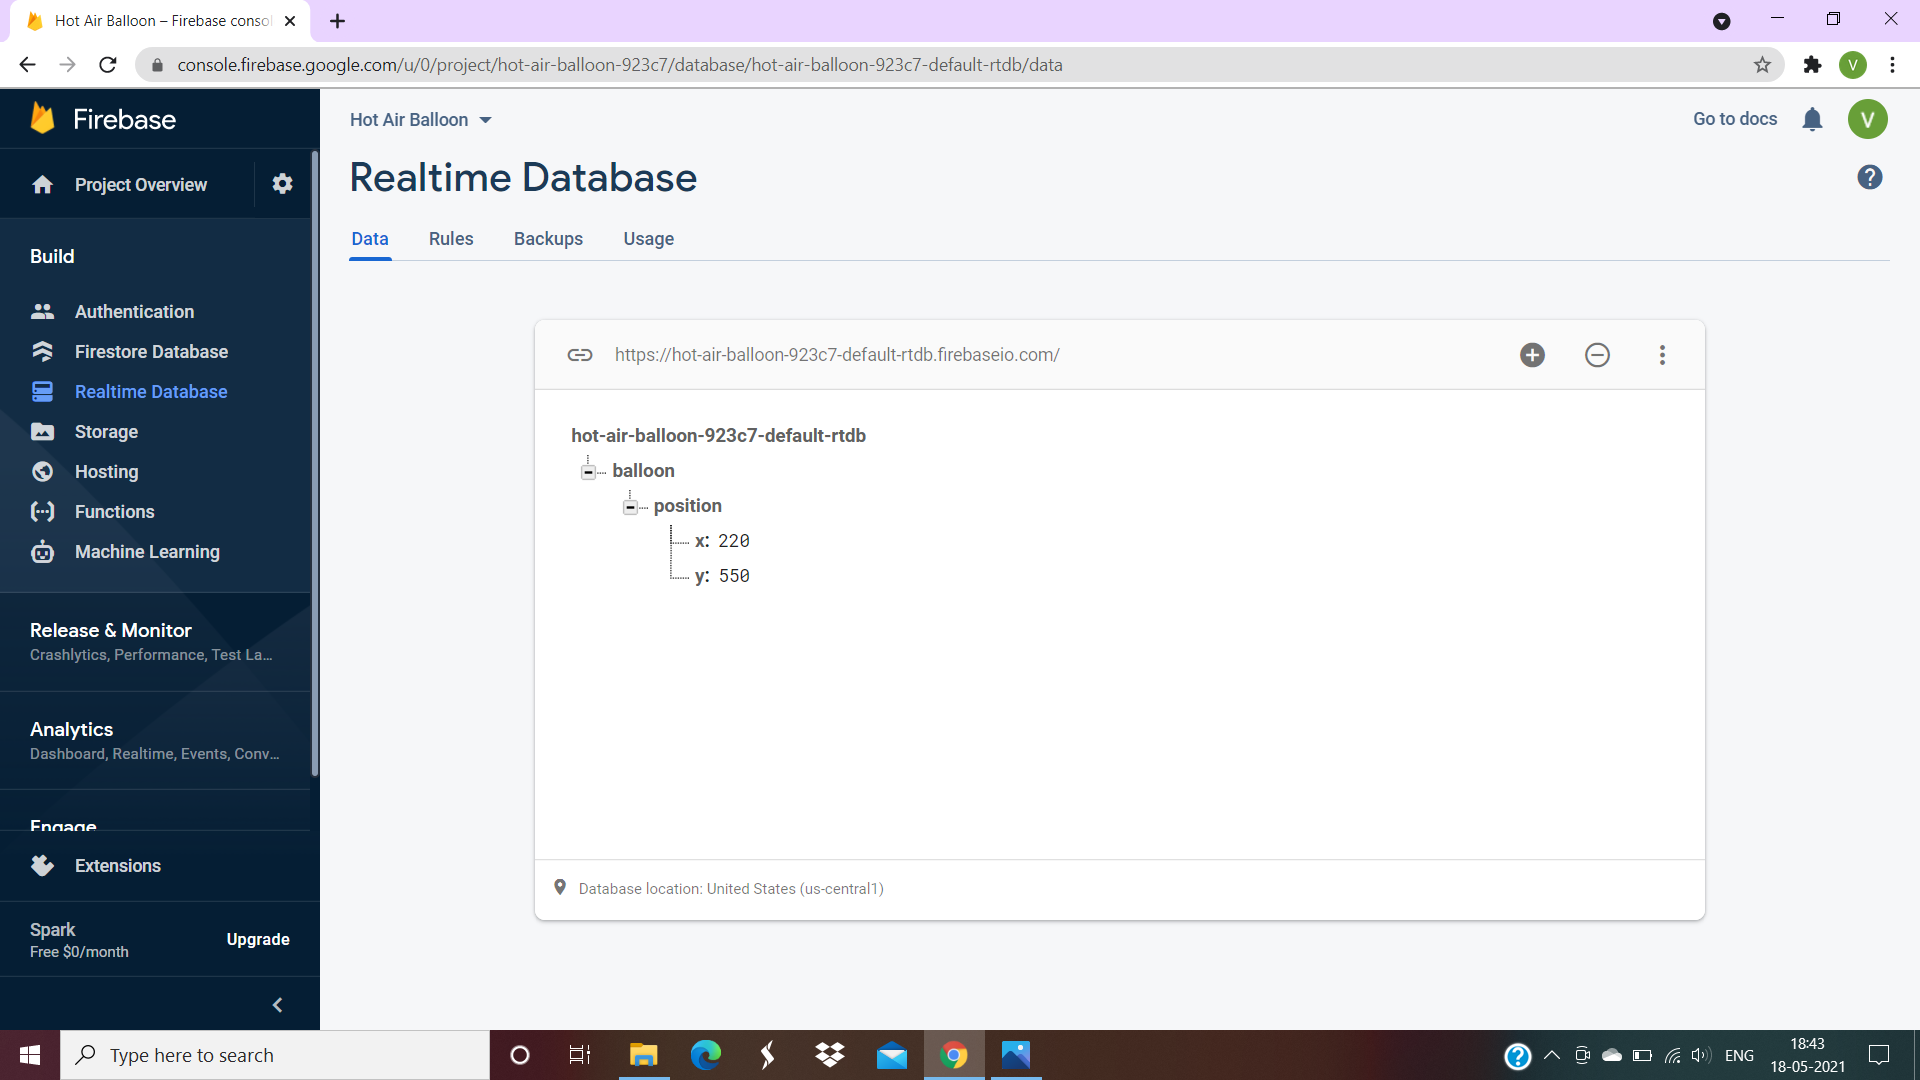 Hot Air Balloon – Firebase conso
console.firebase.google.com/u/0/project/hot-air-balloon-923c7/database/hot-air-balloon-923c7-default-rtdb/data
V
Firebase
Hot Air Balloon
Go to docs
V
Project Overview
Realtime Database
?
Data Rules Backups Usage
Build
Authentication
Firestore Database
Realtime Database
Storage
Hosting
Functions
Machine Learning
https://hot-air-balloon-923c7-default-rtdb.firebaseio.com/
hot-air-balloon-923c7-default-rtdb
balloon
position
x: 220
y: 550
Release & Monitor
Crashlytics, Performance, Test La...
Analytics
Dashboard, Realtime, Events, Conv...
Engage
Extensions
Database location: United States (us-central1)
Spark
Free $0/month
Upgrade
Type here to search
?
ENG
18:43
18-05-2021